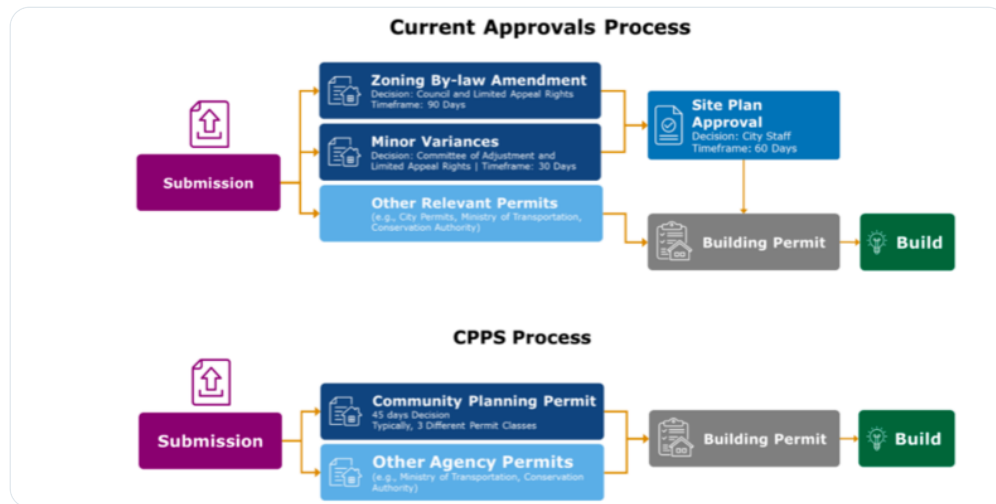 Current Approvals Process
Zoning By-law Amendment
Decision: Council and Limited Appeal Rights
Timeframe: 90 Days
Site Plan
Approval
Decision: City Staff
Timeframe: 60 Days
Minor Variances
Decision: Committee of Adjustment and
Limited Appeal Rights | Timeframe: 30 Days
Submission
Other Relevant Permits
(e.g., City Permits, Ministry of Transportation,
Conservation Authority)
Building Permit
Build
CPPS Process
Submission
Community Planning Permit
45 days Decision
Typically, 3 Different Permit Classes
Other Agency Permits
(e.g., Ministry of Transportation, Conservation
Authority)
Building Permit
Build